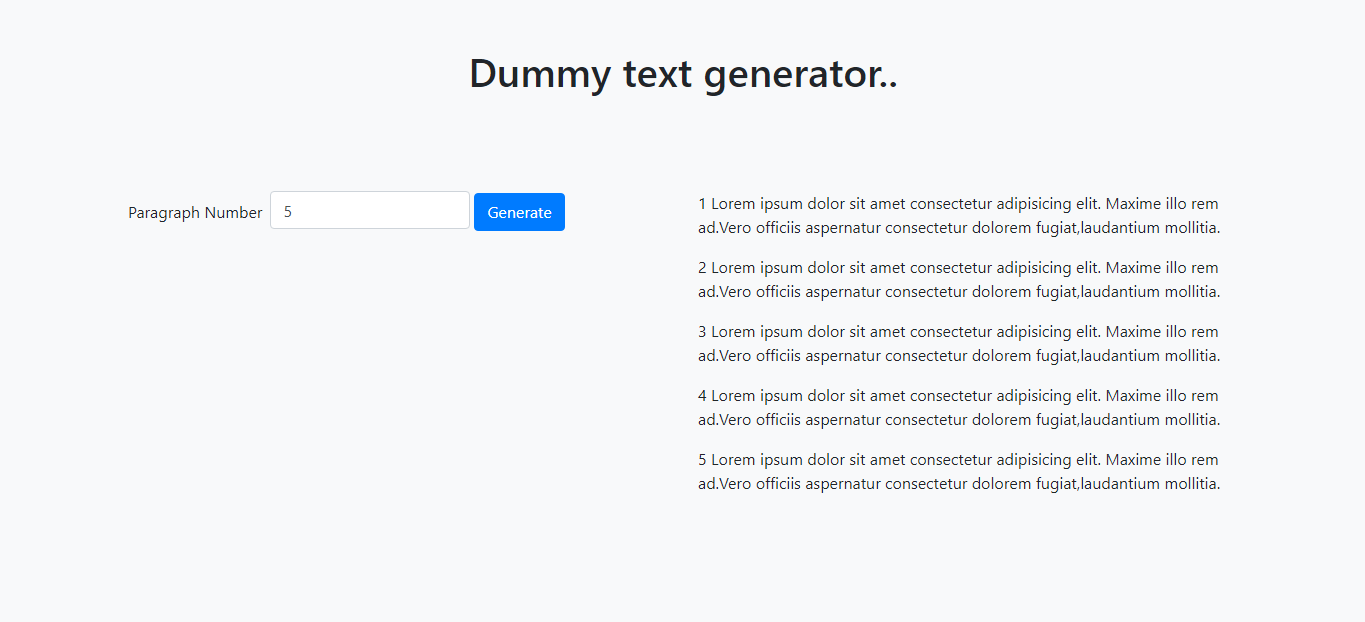 Dummy text generator..
Paragraph Number 5 Generate
1 Lorem ipsum dolor sit amet consectetur adipisicing elit. Maxime illo rem
ad.Vero officiis aspernatur consectetur dolorem fugiat,laudantium mollitia.
2 Lorem ipsum dolor sit amet consectetur adipisicing elit. Maxime illo rem
ad.Vero officiis aspernatur consectetur dolorem fugiat,laudantium mollitia.
3 Lorem ipsum dolor sit amet consectetur adipisicing elit. Maxime illo rem
ad.Vero officiis aspernatur consectetur dolorem fugiat,laudantium mollitia.
4 Lorem ipsum dolor sit amet consectetur adipisicing elit. Maxime illo rem
ad.Vero officiis aspernatur consectetur dolorem fugiat,laudantium mollitia.
5 Lorem ipsum dolor sit amet consectetur adipisicing elit. Maxime illo rem
ad.Vero officiis aspernatur consectetur dolorem fugiat,laudantium mollitia.